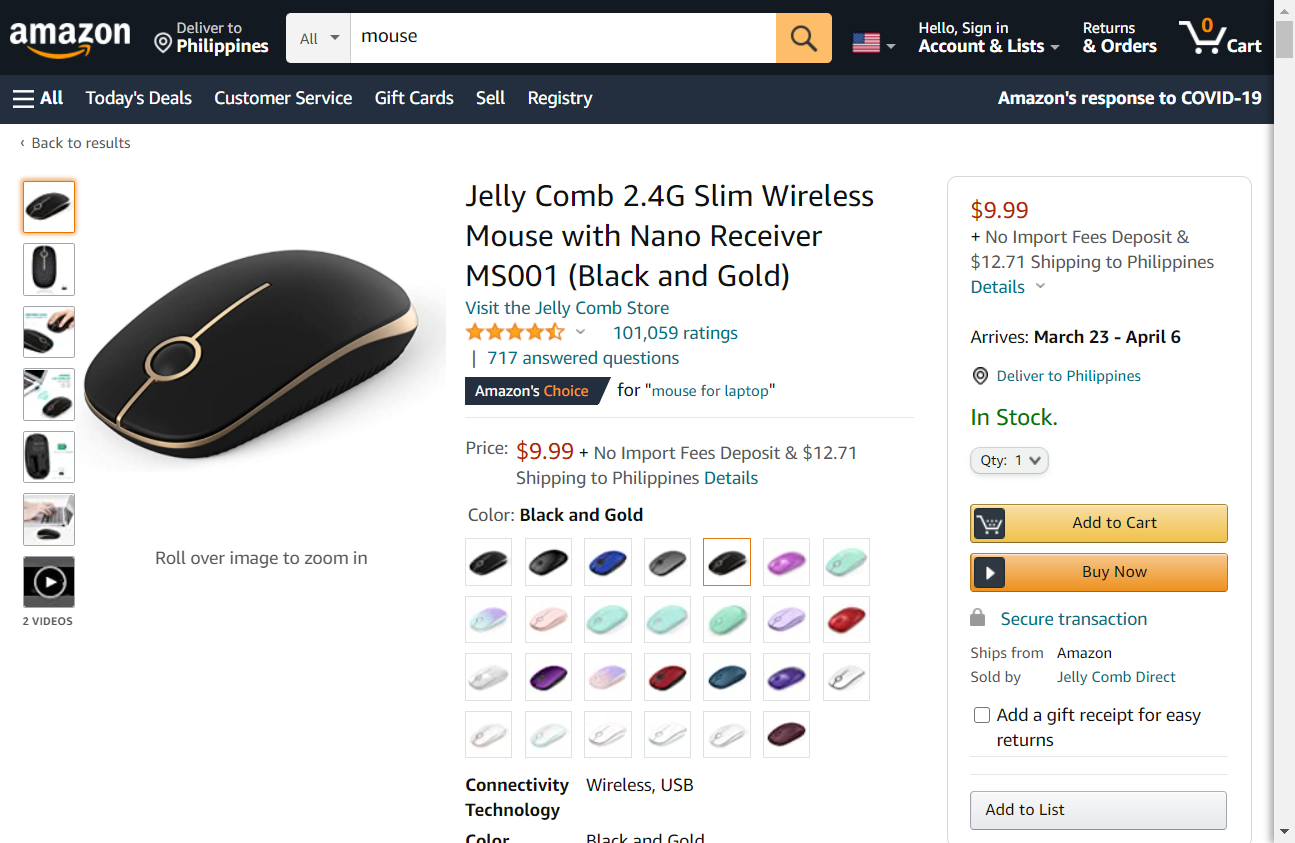 amazon
Deliver to
Philippines
All
mouse
Hello, Sign in
Account & Lists
Returns
& Orders
0
Cart
All
Today's Deals
Customer Service
Gift Cards
Sell
Registry
Amazon's response to COVID-19
‹ Back to results
2 VIDEOS
Roll over image to zoom in
Jelly Comb 2.4G Slim Wireless
Mouse with Nano Receiver
MS001 (Black and Gold)
Visit the Jelly Comb Store
101,059 ratings
| 717 answered questions
Amazon's Choice for "mouse for laptop"
Price: $9.99 + No Import Fees Deposit & $12.71
Shipping to Philippines Details
Color: Black and Gold
Connectivity Wireless, USB
Technology
Color Black and Gold
$9.99
+ No Import Fees Deposit &
$12.71 Shipping to Philippines
Details
Arrives: March 23 - April 6
Deliver to Philippines
In Stock.
Qty: 1
Add to Cart
Buy Now
Secure transaction
Ships from Amazon
Sold by Jelly Comb Direct
Add a gift receipt for easy
returns
Add to List